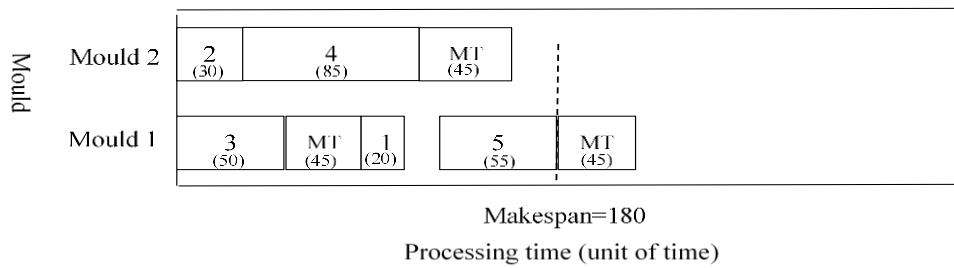 Mould
Mould 2
2
(30)
4
(85)
MT
(45)
Mould 1
3
(50)
MT
(45)
1
(20)
5
(55)
MT
(45)
Makespan=180
Processing time (unit of time)